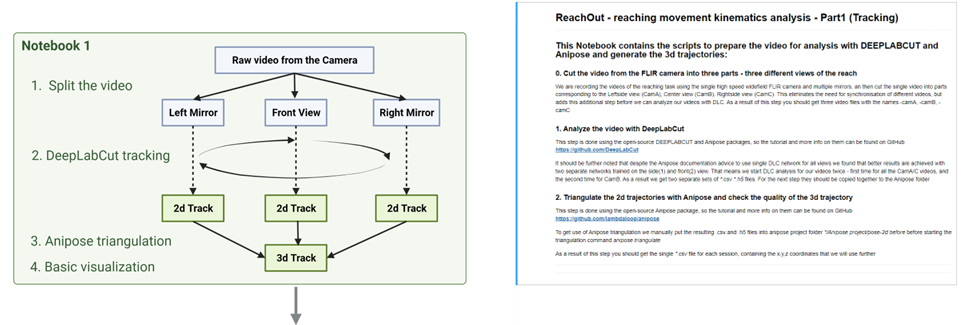 Notebook 1
Raw video from the Camera
1. Split the video
Left Mirror
Front View
Right Mirror
2. DeepLabCut tracking
2d Track
2d Track
2d Track
3. Anipose triangulation
4. Basic visualization
3d Track
ReachOut - reaching movement kinematics analysis - Part1 (Tracking)
This Notebook contains the scripts to prepare the video for analysis with DEEPLABCUT and
Anipose and generate the 3d trajectories:
0. Cut the video from the FLIR camera into three parts - three different views of the reach
We are recording the videos of the reaching task using the single high speed widefield FLIR camera and multiple mirrors, an then cut the single video into parts
corresponding to the Leftside view (CamA), Center view (CamB), Rightside view (CamC). This eliminates the need for synchronisation of different videos, but
adds this additional step before we can analyze our videos with DLC. As a result of this step you should get three video files with the names -camA, -camB, -
camC
1. Analyze the video with DeepLabCut
This step is done using the open-source DEEPLABCUT and Anipose packages, so the tutorial and more info on them can be found on GitHub
https://github.com/DeepLabCut
It should be further noted that despite the Anipose documentation advice to use single DLC network for all views we found that better results are achieved with
two separate networks trained on the side(1) and front(2) view. That means we start DLC analysis for our videos twice - first time for all the CamA/C videos, and
the second time for CamB. As a result we get two separate sets of *.csv *.h5 files. For the next step they should be copied together to the Anipose folder
2. Triangulate the 2d trajectories with Anipose and check the quality of the 3d trajectory
This step is done using the open-source Anipose package, so the tutorial and more info on them can be found on GitHub
https://github.com/lambdaloop/anipose
To get use of Anipose triangulation we manually put the resulting .csv and .h5 files into anipose project folder "/Anipose project/pose-2d before before starting the
triangulation command anipose triangulate
As a result of this step you should get the single *.csv file for each session, containing the x,y,z coordinates that we will use further